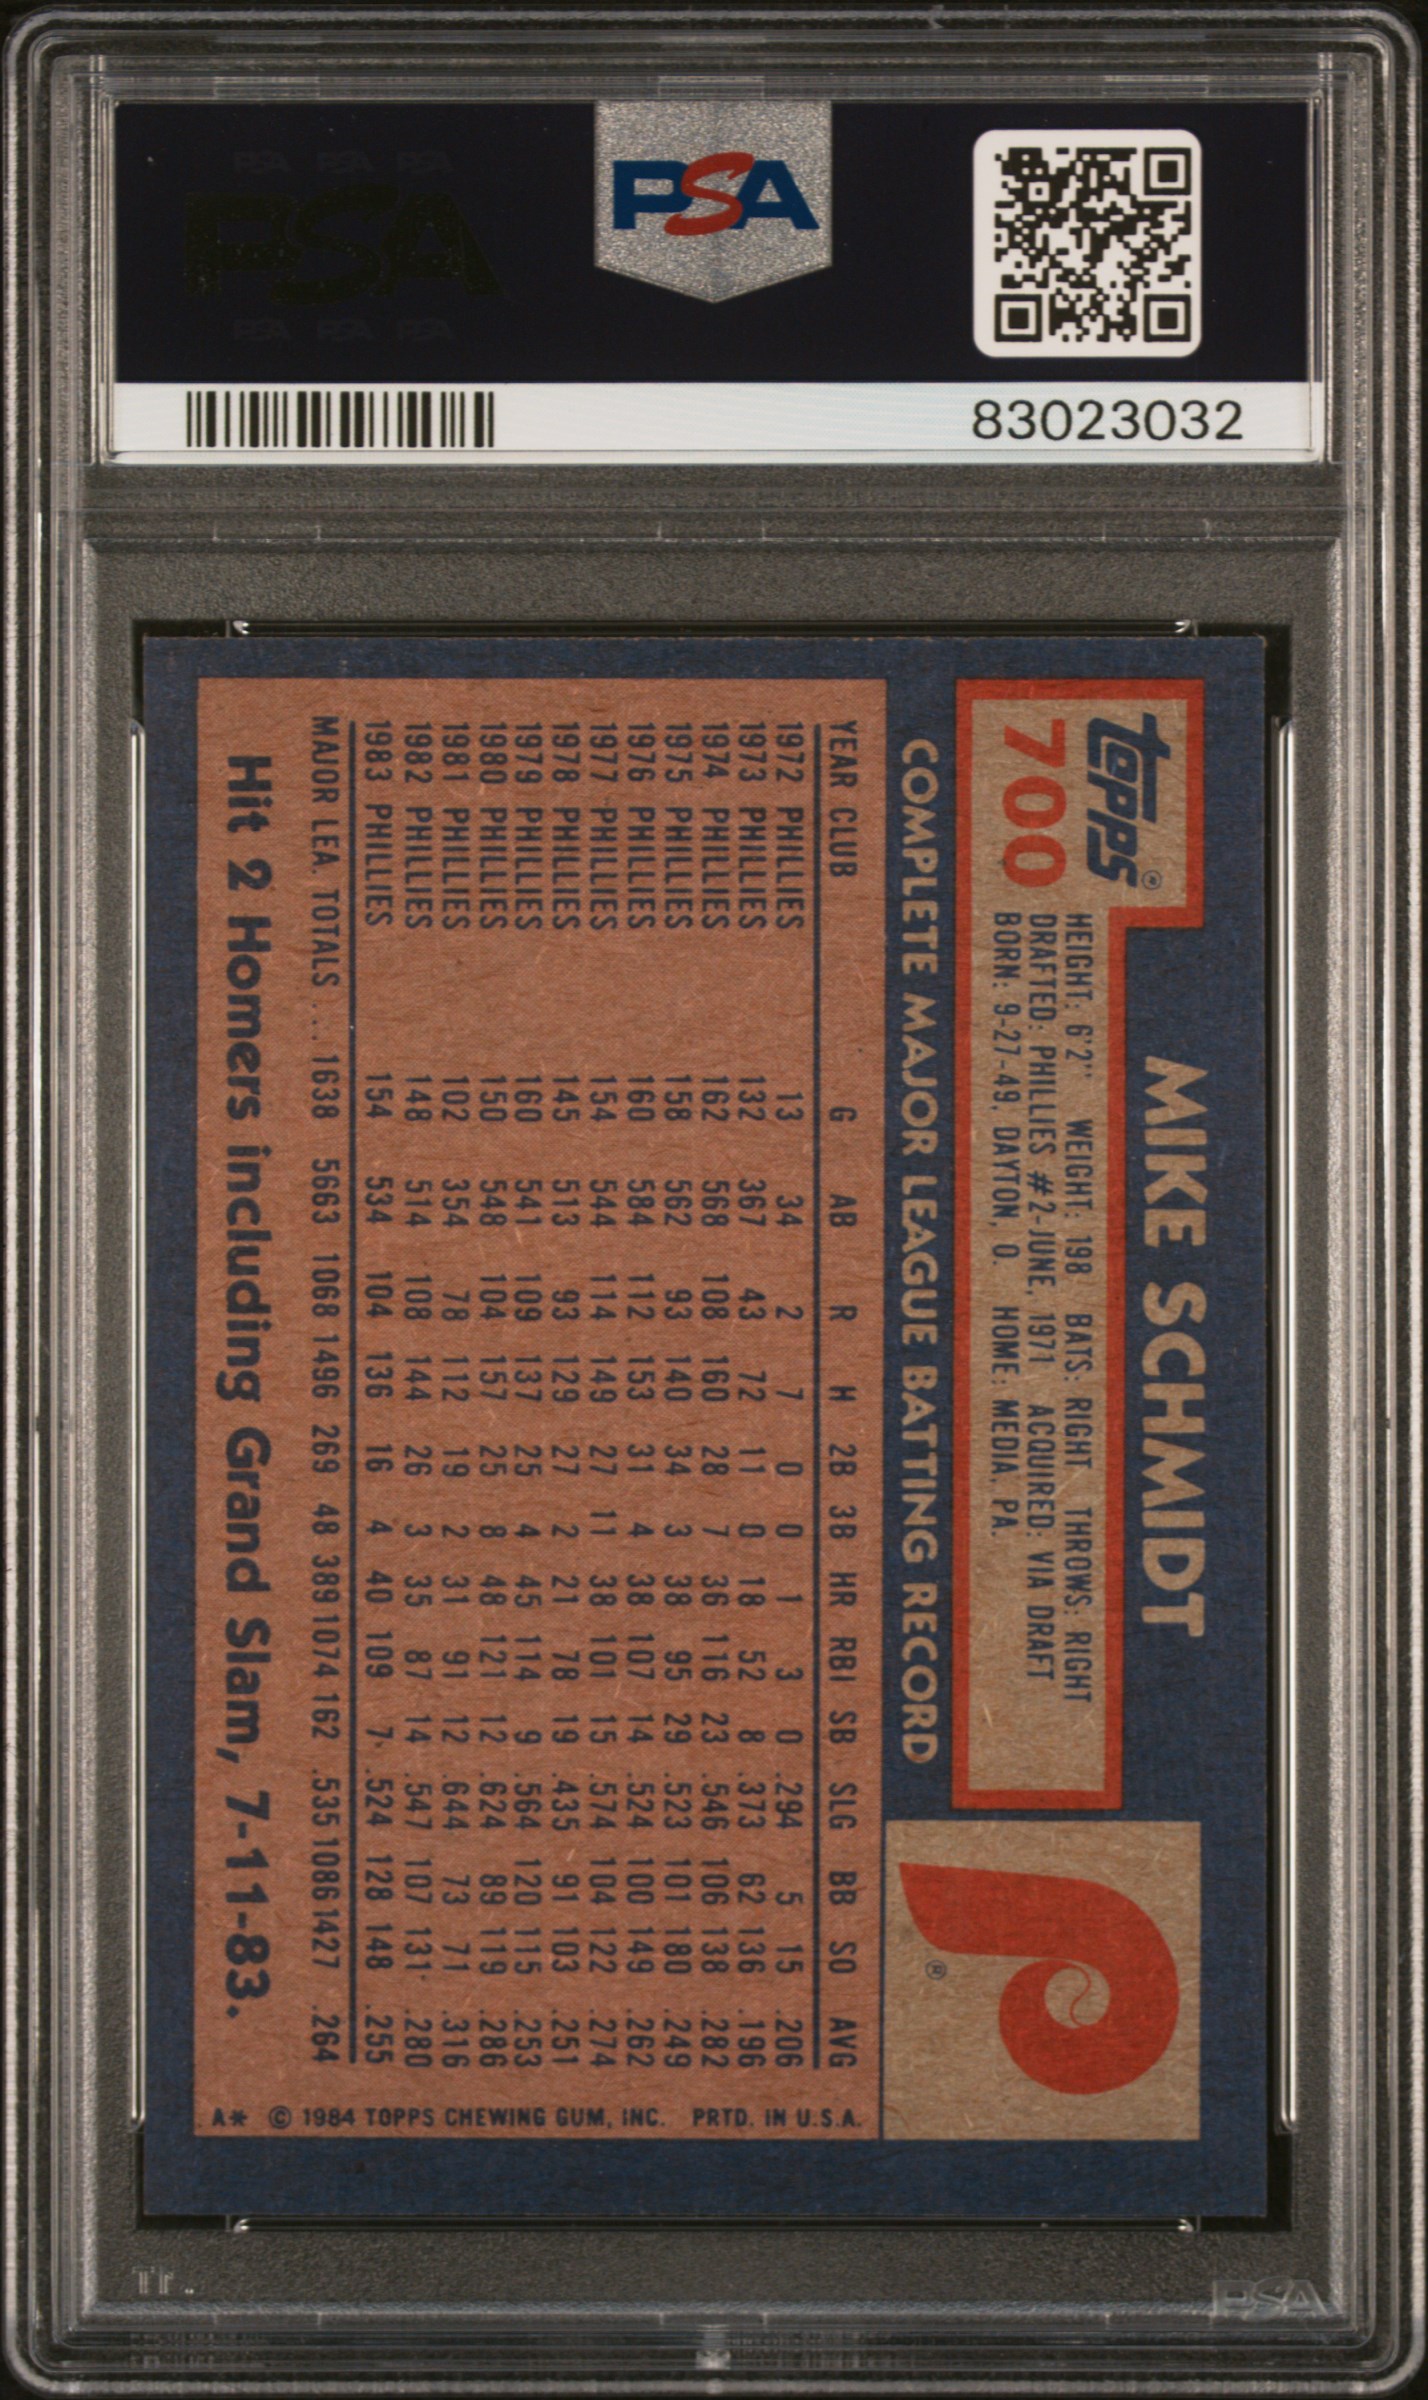 PSA PSA PSA
PSA
PSA PSA PSA
PSA
83023032
topps®
700
MIKE SCHMIDT
HEIGHT: 6'2" WEIGHT: 198 BATS: RIGHT THROWS: RIGHT
DRAFTED: PHILLIES #2-JUNE, 1971 ACQUIRED: VIA DRAFT
BORN: 9-27-49, DAYTON, O. HOME: MEDIA, PA.
P
®
COMPLETE MAJOR LEAGUE BATTING RECORD
YEAR CLUB G AB R H 2B 3B HR RBI SB SLG BB SO AVG
1972 PHILLIES 13 34 2 7 0 0 1 3 0 .294 5 15 .206
1973 PHILLIES 132 367 43 72 11 0 18 52 8 .373 62 136 .196
1974 PHILLIES 162 568 108 160 28 7 36 116 23 .546 106 138 .282
1975 PHILLIES 158 562 93 140 34 3 38 95 29 .523 101 180 .249
1976 PHILLIES 160 584 112 153 31 4 38 107 14 .524 100 149 .262
1977 PHILLIES 154 544 114 149 27 11 38 101 15 .574 104 122 .274
1978 PHILLIES 145 513 93 129 27 2 21 78 19 .435 91 103 .251
1979 PHILLIES 160 541 109 137 25 4 45 114 9 .564 120 115 .253
1980 PHILLIES 150 548 104 157 25 8 48 121 12 .624 89 119 .286
1981 PHILLIES 102 354 78 112 19 2 31 91 12 .644 73 71 .316
1982 PHILLIES 148 514 108 144 26 3 35 87 14 .547 107 131 .280
1983 PHILLIES 154 534 104 136 16 4 40 109 7 .524 128 148 .255
MAJOR LEA. TOTALS ... 1638 5663 1068 1496 269 48 389 1074 162 .535 1086 1427 .264
Hit 2 Homers including Grand Slam, 7-11-83.
A* © 1984 TOPPS CHEWING GUM, INC. PRTD. IN U.S.A.
PSA